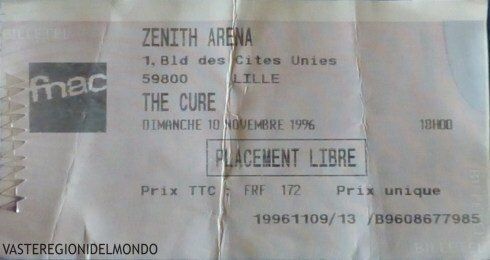 BILLETEL
ZENITH ARENA
1, Bld des Cites Unies
59800 LILLE
fnac
THE CURE
DIMANCHE 10 NOVEMBRE 1996 18H00
PLACEMENT LIBRE
Prix TTC : FRF 172 Prix unique
19961109/13 /B9608677985
VASTEREGIONIDELMONDO